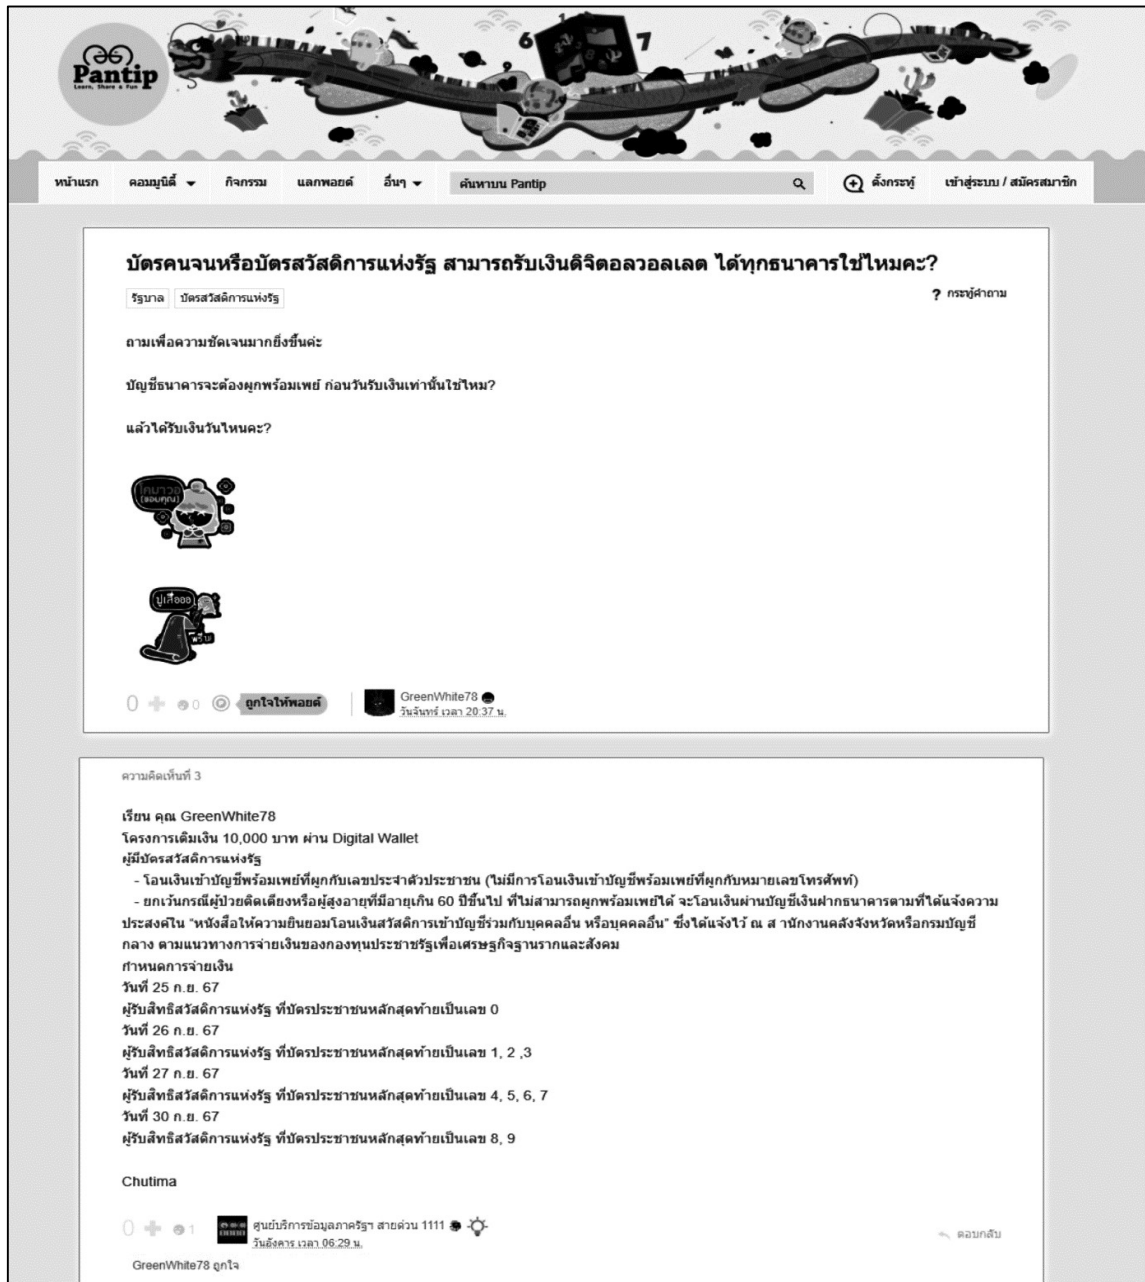 Pantip
Learn, Share & Fun
6
1
7
9
หน้าแรก
คอมมูนิตี้
กิจกรรม
แลกพอยต์
อื่นๆ
ค้นหาบน Pantip
ตั้งกระทู้
เข้าสู่ระบบ / สมัครสมาชิก
บัตรคนจนหรือบัตรสวัสดิการแห่งรัฐ สามารถรับเงินดิจิตอลวอลเลต ได้ทุกธนาคารใช่ไหมคะ?
รัฐบาล บัตรสวัสดิการแห่งรัฐ
? กระทู้คำถาม
ถามเพื่อความชัดเจนมากยิ่งขึ้นค่ะ
บัญชีธนาคารจะต้องผูกพร้อมเพย์ ก่อนวันรับเงินเท่านั้นใช่ไหม?
แล้วได้รับเงินวันไหนคะ?
โคมาวอ
(ขอบคุณ)
ปูเสื่อออ
พรึ่บ!
0 0 ถูกใจให้พอยต์
GreenWhite78
วันจันทร์ เวลา 20:37 น.
ความคิดเห็นที่ 3
เรียน คุณ GreenWhite78
โครงการเติมเงิน 10,000 บาท ผ่าน Digital Wallet
ผู้มีบัตรสวัสดิการแห่งรัฐ
- โอนเงินเข้าบัญชีพร้อมเพย์ที่ผูกกับเลขประจำตัวประชาชน (ไม่มีการโอนเงินเข้าบัญชีพร้อมเพย์ที่ผูกกับหมายเลขโทรศัพท์)
- ยกเว้นกรณีผู้ป่วยติดเตียงหรือผู้สูงอายุที่มีอายุเกิน 60 ปีขึ้นไป ที่ไม่สามารถผูกพร้อมเพย์ได้ จะโอนเงินผ่านบัญชีเงินฝากธนาคารตามที่ได้แจ้งความ
ประสงค์ใน "หนังสือให้ความยินยอมโอนเงินสวัสดิการเข้าบัญชีร่วมกับบุคคลอื่น หรือบุคคลอื่น" ซึ่งได้แจ้งไว้ ณ ส านักงานคลังจังหวัดหรือกรมบัญชี
กลาง ตามแนวทางการจ่ายเงินของกองทุนประชารัฐเพื่อเศรษฐกิจฐานรากและสังคม
กำหนดการจ่ายเงิน
วันที่ 25 ก.ย. 67
ผู้รับสิทธิสวัสดิการแห่งรัฐ ที่บัตรประชาชนหลักสุดท้ายเป็นเลข 0
วันที่ 26 ก.ย. 67
ผู้รับสิทธิสวัสดิการแห่งรัฐ ที่บัตรประชาชนหลักสุดท้ายเป็นเลข 1, 2 ,3
วันที่ 27 ก.ย. 67
ผู้รับสิทธิสวัสดิการแห่งรัฐ ที่บัตรประชาชนหลักสุดท้ายเป็นเลข 4, 5, 6, 7
วันที่ 30 ก.ย. 67
ผู้รับสิทธิสวัสดิการแห่งรัฐ ที่บัตรประชาชนหลักสุดท้ายเป็นเลข 8, 9
Chutima
0 1
ศูนย์บริการข้อมูลภาครัฐฯ สายด่วน 1111
วันอังคาร เวลา 06:29 น.
ตอบกลับ
GreenWhite78 ถูกใจ